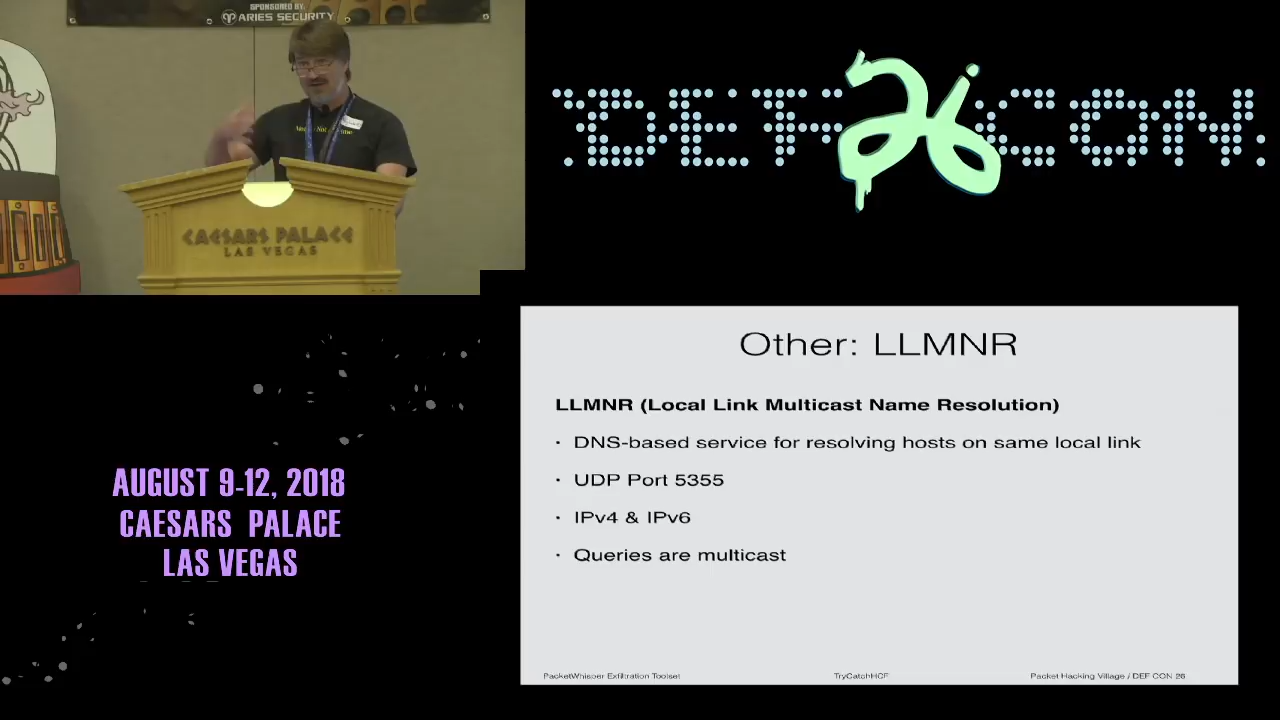 SPONSORED BY:
ARIES SECURITY
CAESARS PALACE
LAS VEGAS
DEF CON 26
AUGUST 9-12, 2018
CAESARS PALACE
LAS VEGAS
Other: LLMNR
LLMNR (Local Link Multicast Name Resolution)
· DNS-based service for resolving hosts on same local link
· UDP Port 5355
· IPv4 & IPv6
· Queries are multicast
PacketWhisper Exfiltration Toolset
TryCatchHCF
Packet Hacking Village / DEF CON 26